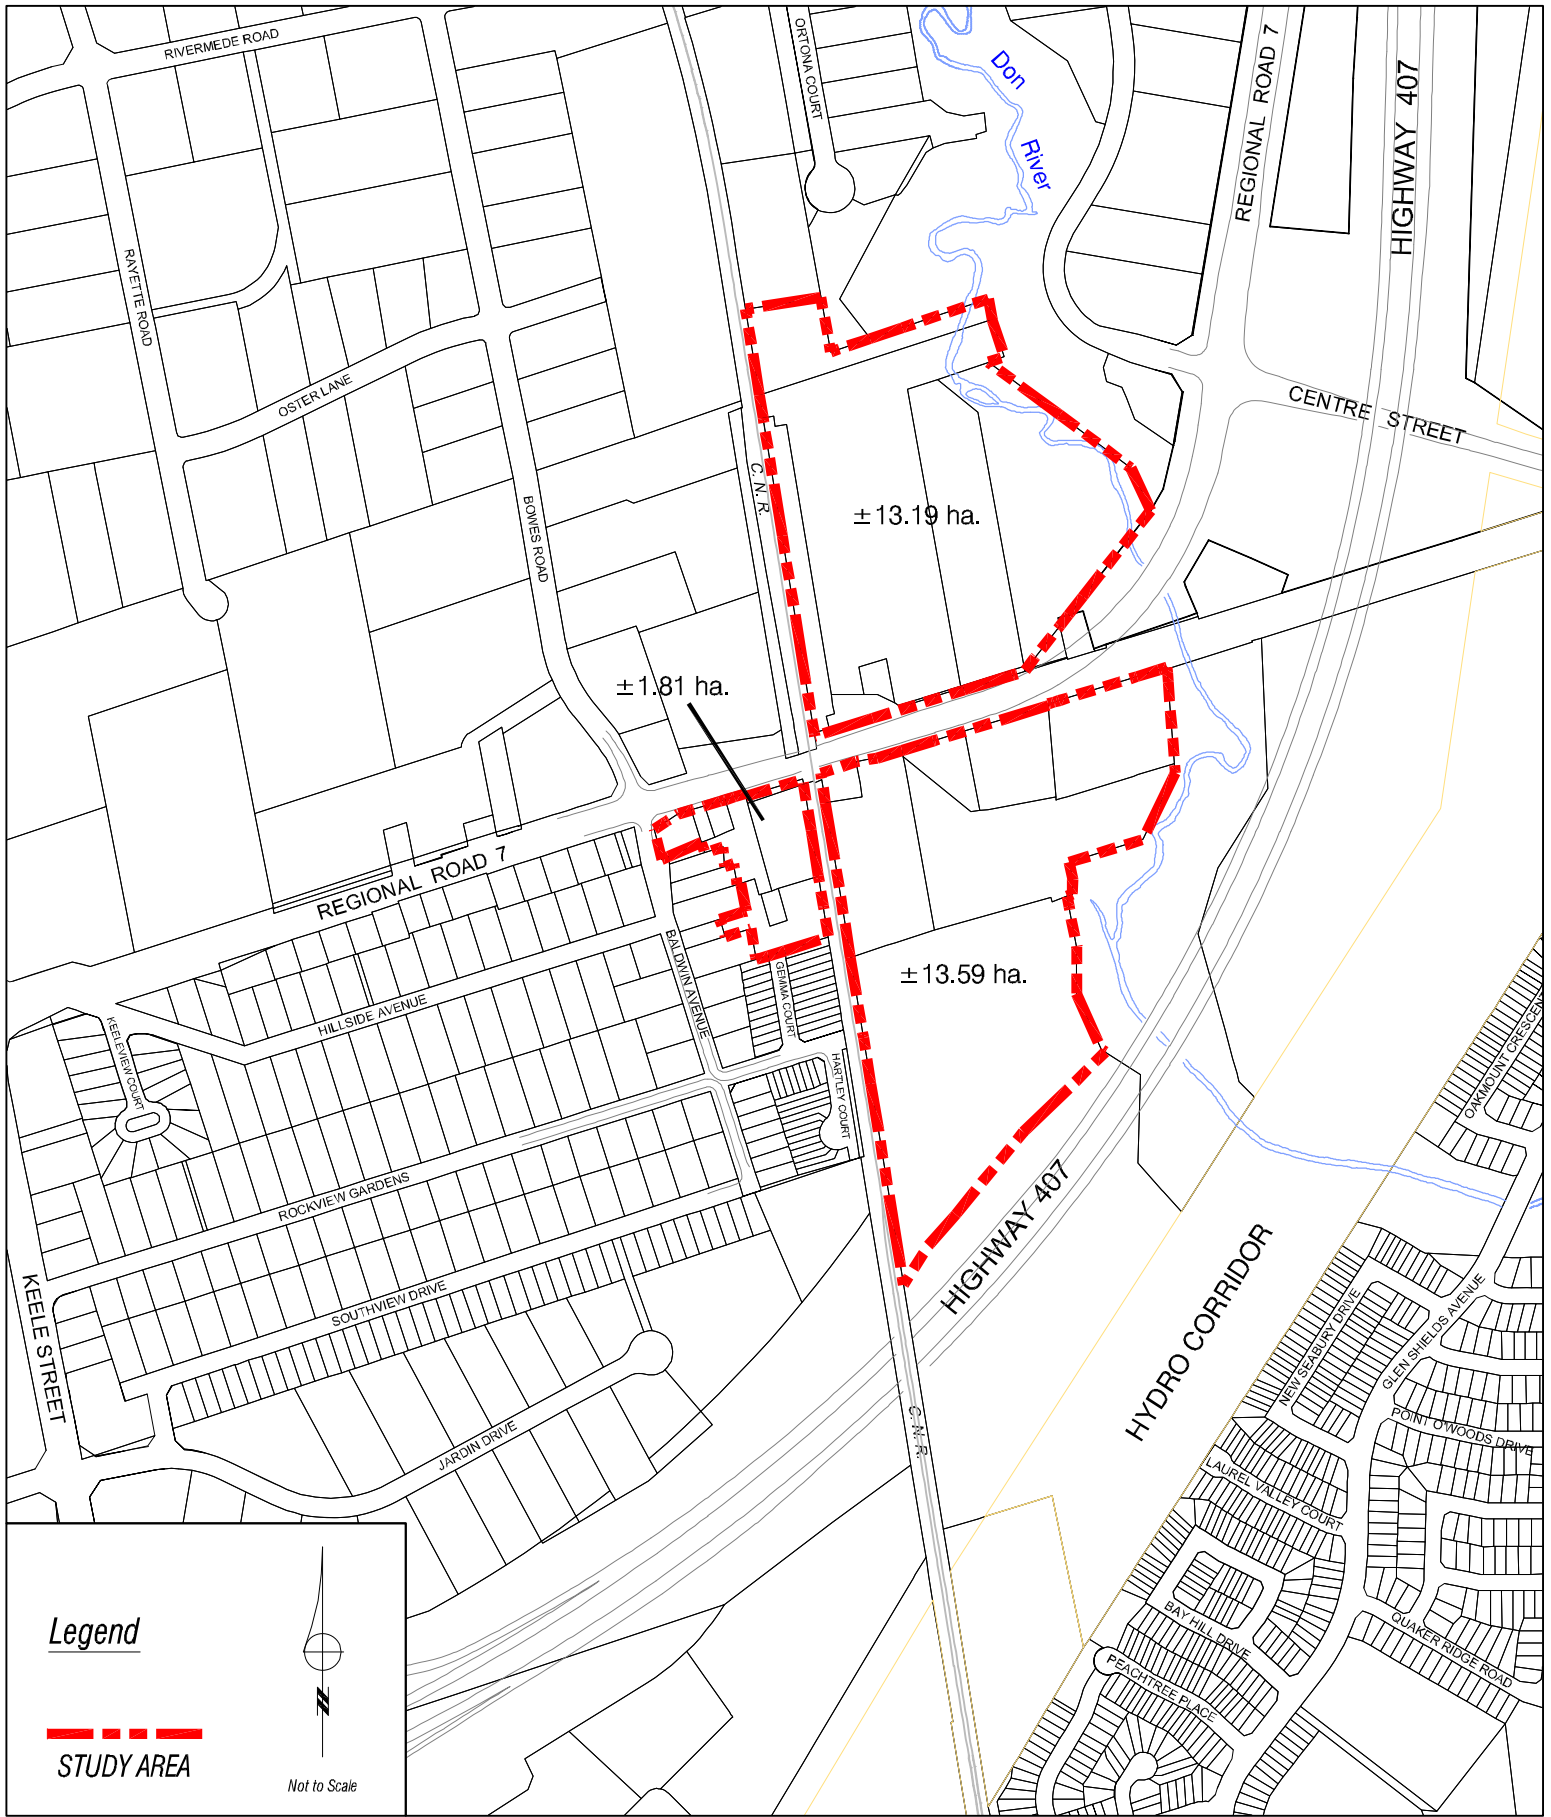 RIVERMEDE ROAD
ORTONA COURT
Don
River
REGIONAL ROAD 7
HIGHWAY 407
RAYETTE ROAD
OSTER LANE
CENTRE STREET
C. N. R.
BOWES ROAD
±13.19 ha.
±1.81 ha.
REGIONAL ROAD 7
BALDWIN AVENUE
GEMMA COURT
±13.59 ha.
HILLSIDE AVENUE
KEELEVIEW COURT
HARTLEY COURT
OAKMOUNT CRESCENT
ROCKVIEW GARDENS
HIGHWAY 407
HYDRO CORRIDOR
KEELE STREET
SOUTHVIEW DRIVE
NEW SEABURY DRIVE
GLEN SHIELDS AVENUE
JARDIN DRIVE
C. N. R.
POINT O'WOODS DRIVE
LAUREL VALLEY COURT
BAY HILL DRIVE
QUAKER RIDGE ROAD
PEACHTREE PLACE
Legend
N
STUDY AREA
Not to Scale